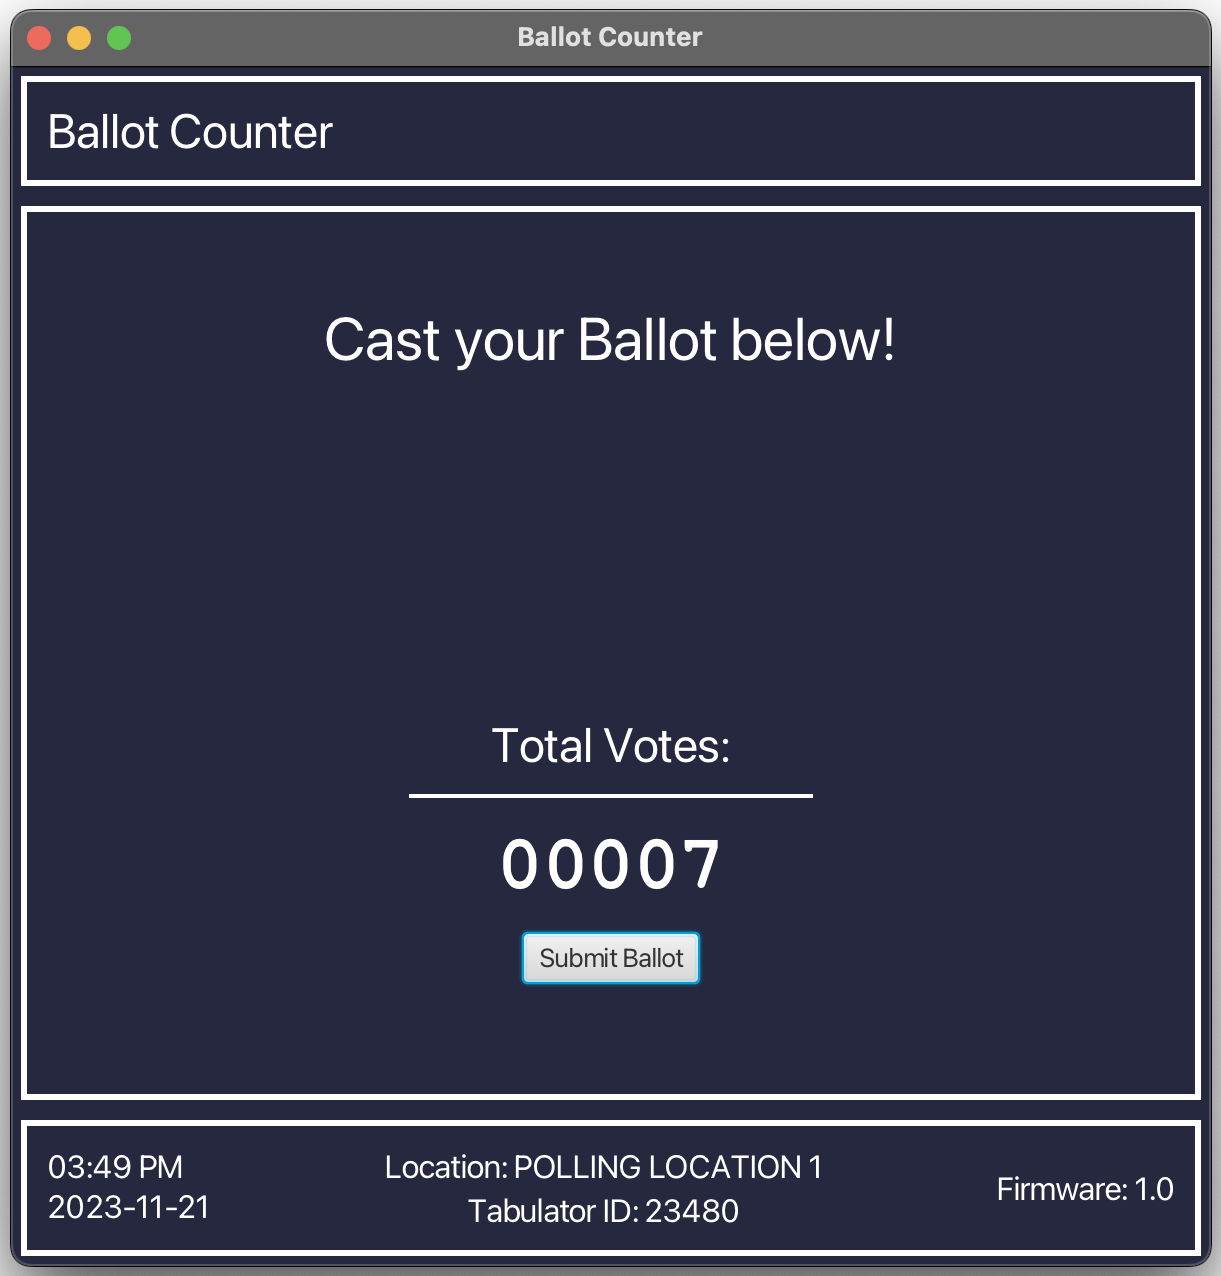 Ballot Counter
Ballot Counter
Cast your Ballot below!
Total Votes:
00007
Submit Ballot
03:49 PM
2023-11-21
Location: POLLING LOCATION 1
Tabulator ID: 23480
Firmware: 1.0